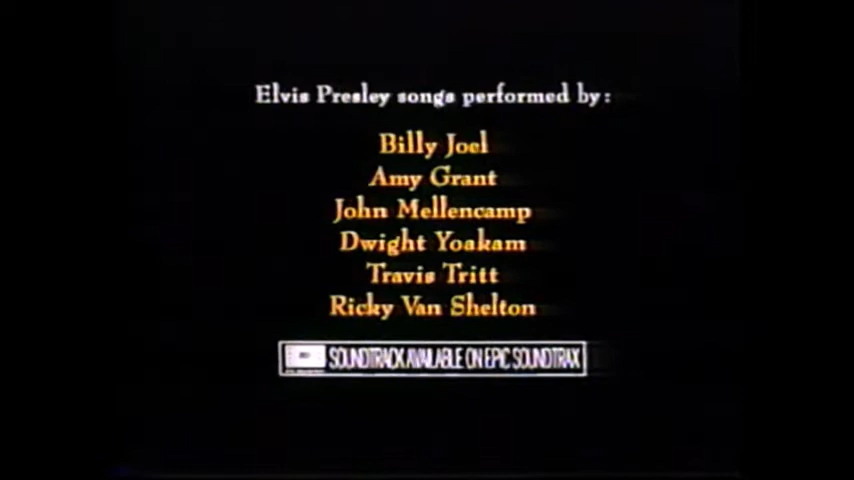 Elvis Presley songs performed by:
Billy Joel
Amy Grant
John Mellencamp
Dwight Yoakam
Travis Tritt
Ricky Van Shelton
SOUNDTRACK AVAILABLE ON EPIC SOUNDTRAX